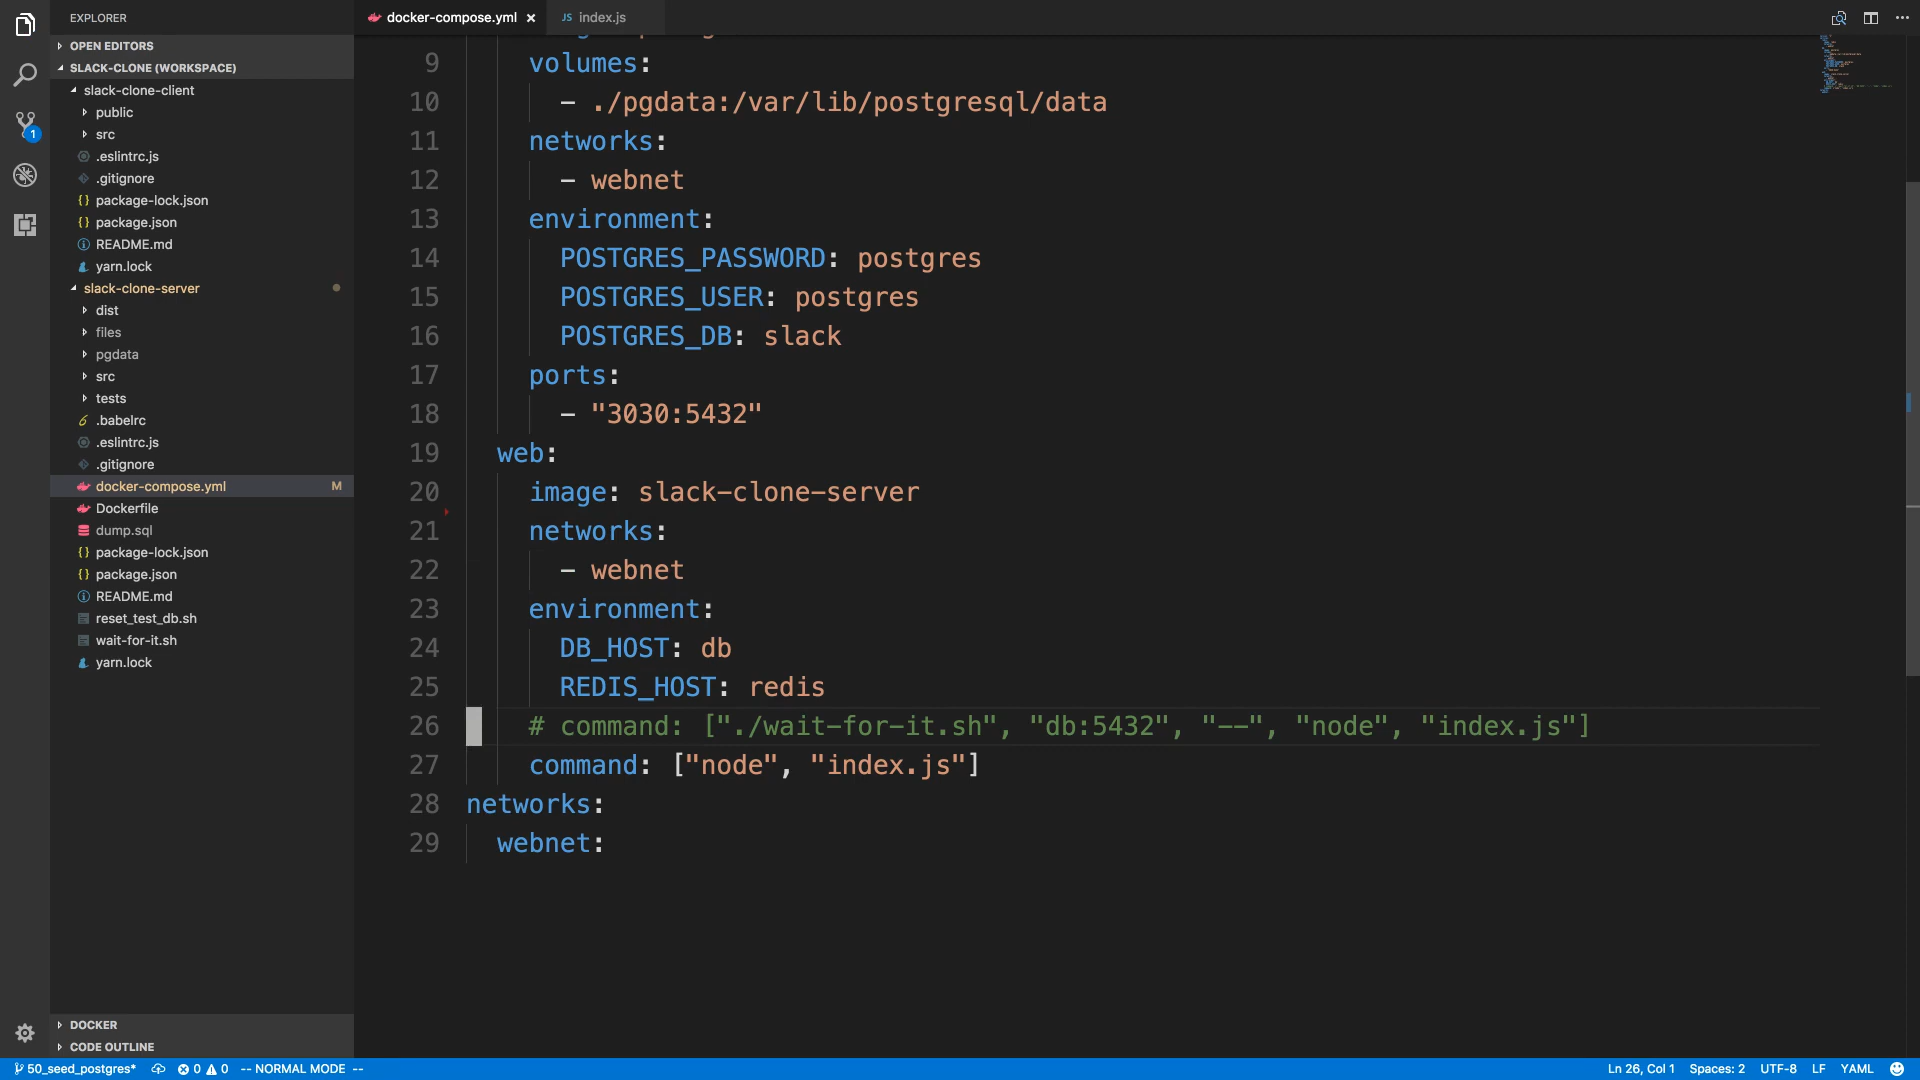 EXPLORER
docker-compose.yml
JS index.js
OPEN EDITORS
SLACK-CLONE (WORKSPACE)
slack-clone-client
public
src
.eslintrc.js
.gitignore
package-lock.json
package.json
README.md
yarn.lock
slack-clone-server
dist
files
pgdata
src
tests
.babelrc
.eslintrc.js
.gitignore
docker-compose.yml M
Dockerfile
dump.sql
package-lock.json
package.json
README.md
reset_test_db.sh
wait-for-it.sh
yarn.lock
DOCKER
CODE OUTLINE
1
9 volumes:
10 - ./pgdata:/var/lib/postgresql/data
11 networks:
12 - webnet
13 environment:
14 POSTGRES_PASSWORD: postgres
15 POSTGRES_USER: postgres
16 POSTGRES_DB: slack
17 ports:
18 - "3030:5432"
19 web:
20 image: slack-clone-server
21 networks:
22 - webnet
23 environment:
24 DB_HOST: db
25 REDIS_HOST: redis
26 # command: ["./wait-for-it.sh", "db:5432", "--", "node", "index.js"]
27 command: ["node", "index.js"]
28 networks:
29 webnet:
50_seed_postgres* 0 0 -- NORMAL MODE -- Ln 26, Col 1 Spaces: 2 UTF-8 LF YAML